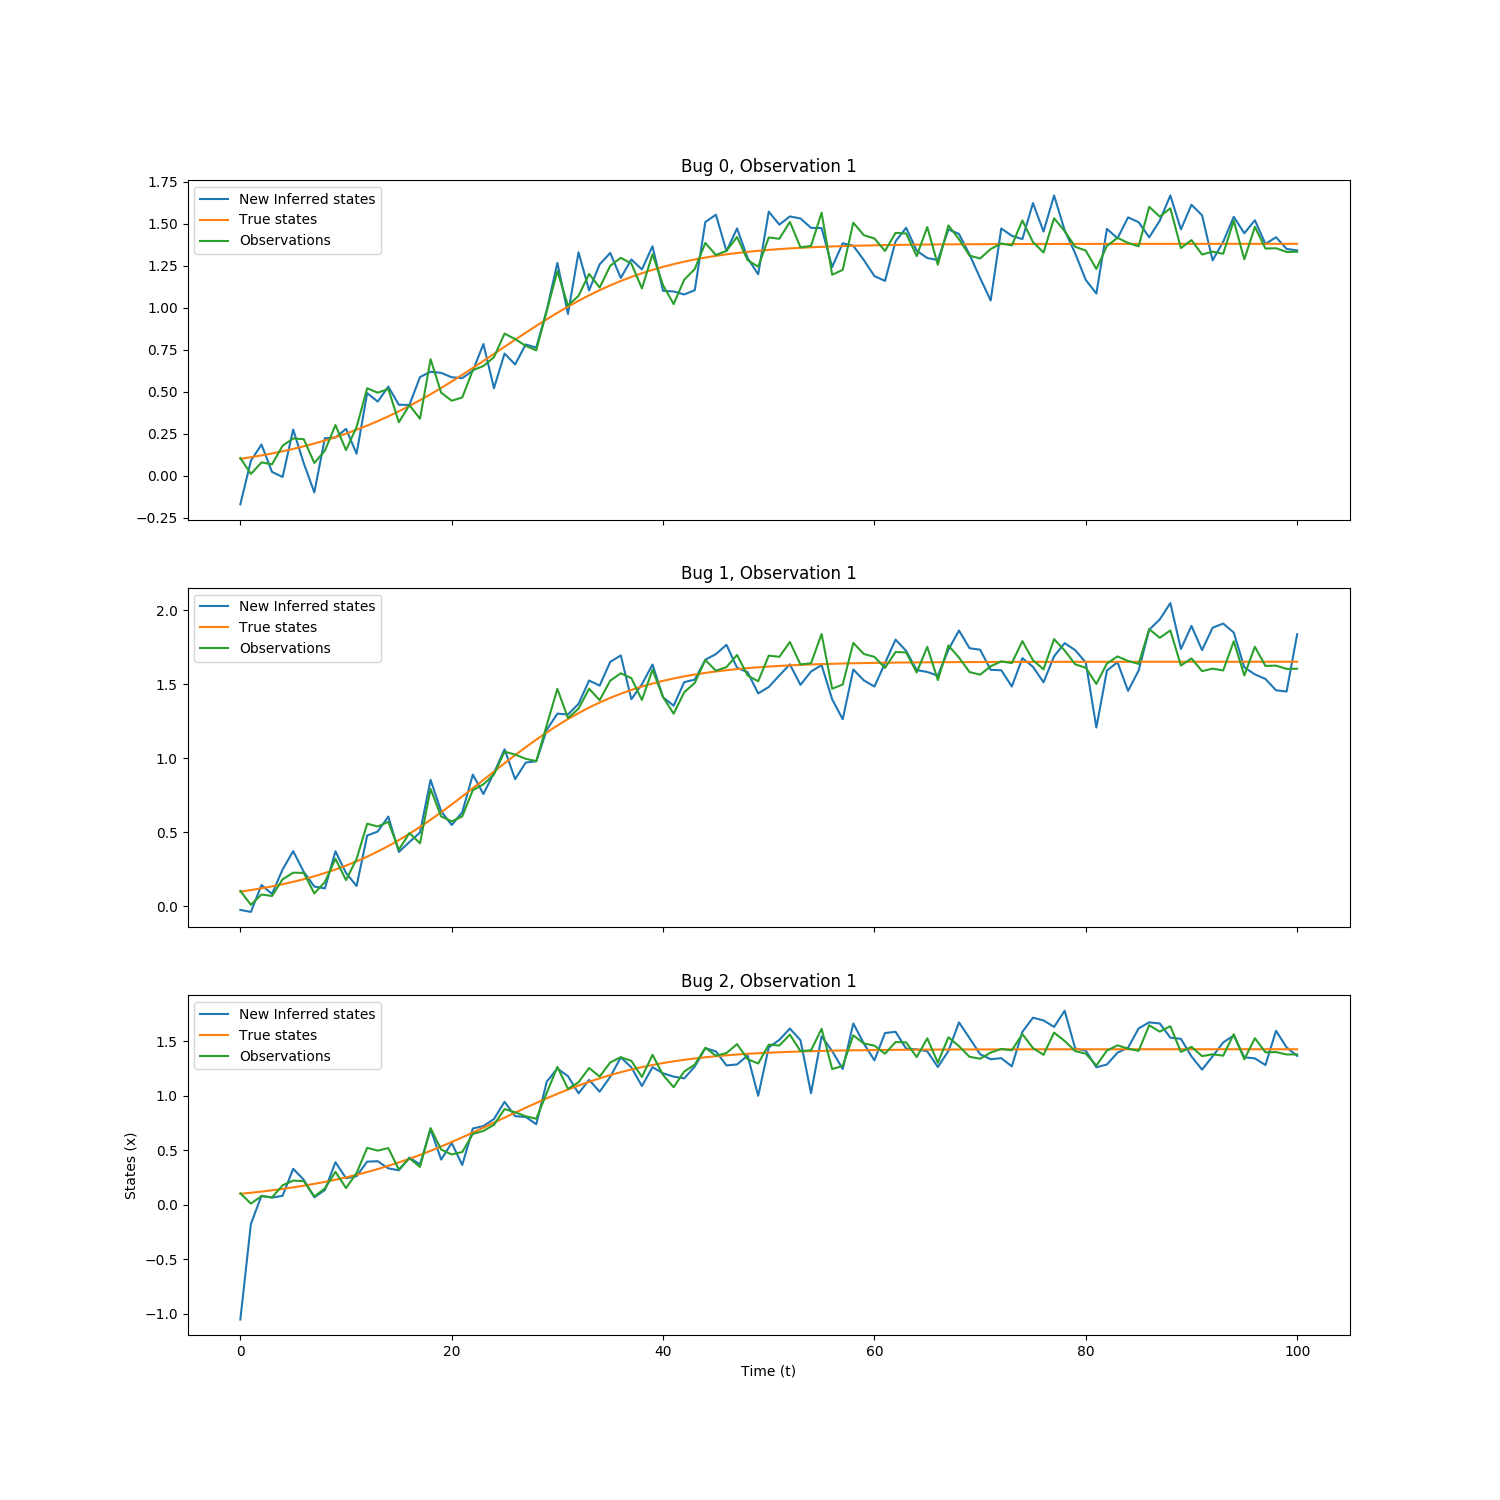 Bug 0, Observation 1
1.75
1.50
1.25
1.00
0.75
0.50
0.25
0.00
−0.25
New Inferred states
True states
Observations
Bug 1, Observation 1
2.0
1.5
1.0
0.5
0.0
New Inferred states
True states
Observations
Bug 2, Observation 1
1.5
1.0
0.5
0.0
−0.5
−1.0
New Inferred states
True states
Observations
States (x)
0 20 40 60 80 100
Time (t)